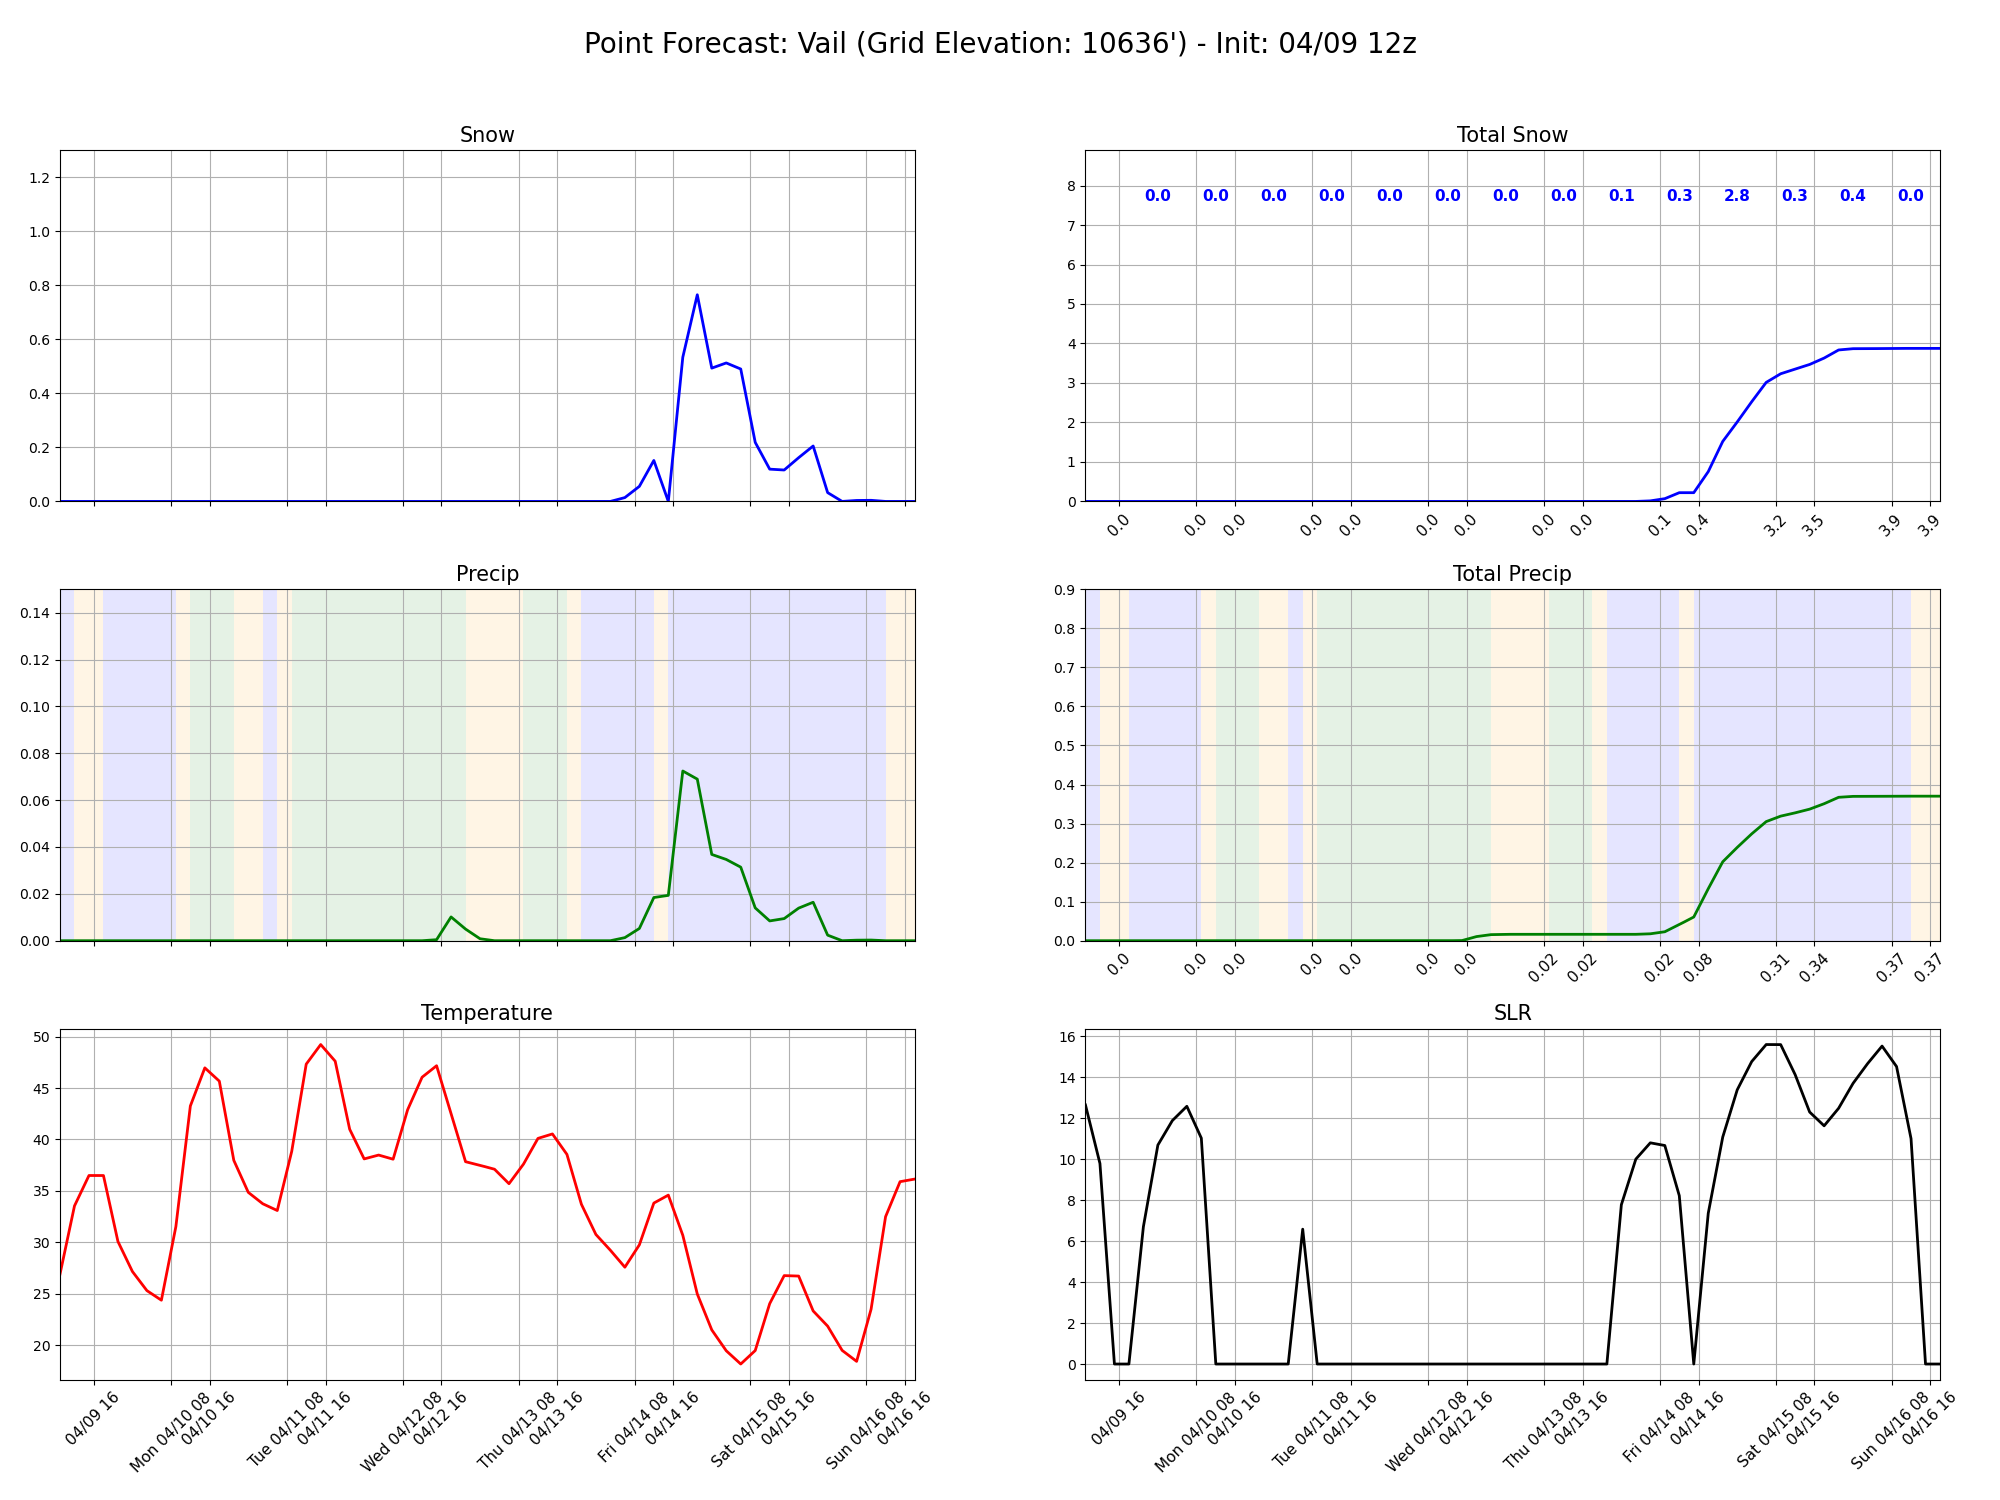 Point Forecast: Vail (Grid Elevation: 10636') - Init: 04/09 12z
Snow
1.2
1.0
0.8
0.6
0.4
0.2
0.0
Total Snow
8
7
6
5
4
3
2
1
0
0.0 0.0 0.0 0.0 0.0 0.0 0.0 0.0 0.1 0.3 2.8 0.3 0.4 0.0
0.0 0.0 0.0 0.0 0.0 0.0 0.0 0.0 0.0 0.1 0.4 3.2 3.5 3.9 3.9
Precip
0.14
0.12
0.10
0.08
0.06
0.04
0.02
0.00
Total Precip
0.9
0.8
0.7
0.6
0.5
0.4
0.3
0.2
0.1
0.0
0.0 0.0 0.0 0.0 0.0 0.0 0.0 0.02 0.02 0.02 0.08 0.31 0.34 0.37 0.37
Temperature
50
45
40
35
30
25
20
04/09 16
Mon 04/10 08
04/10 16
Tue 04/11 08
04/11 16
Wed 04/12 08
04/12 16
Thu 04/13 08
04/13 16
Fri 04/14 08
04/14 16
Sat 04/15 08
04/15 16
Sun 04/16 08
04/16 16
SLR
16
14
12
10
8
6
4
2
0
04/09 16
Mon 04/10 08
04/10 16
Tue 04/11 08
04/11 16
Wed 04/12 08
04/12 16
Thu 04/13 08
04/13 16
Fri 04/14 08
04/14 16
Sat 04/15 08
04/15 16
Sun 04/16 08
04/16 16